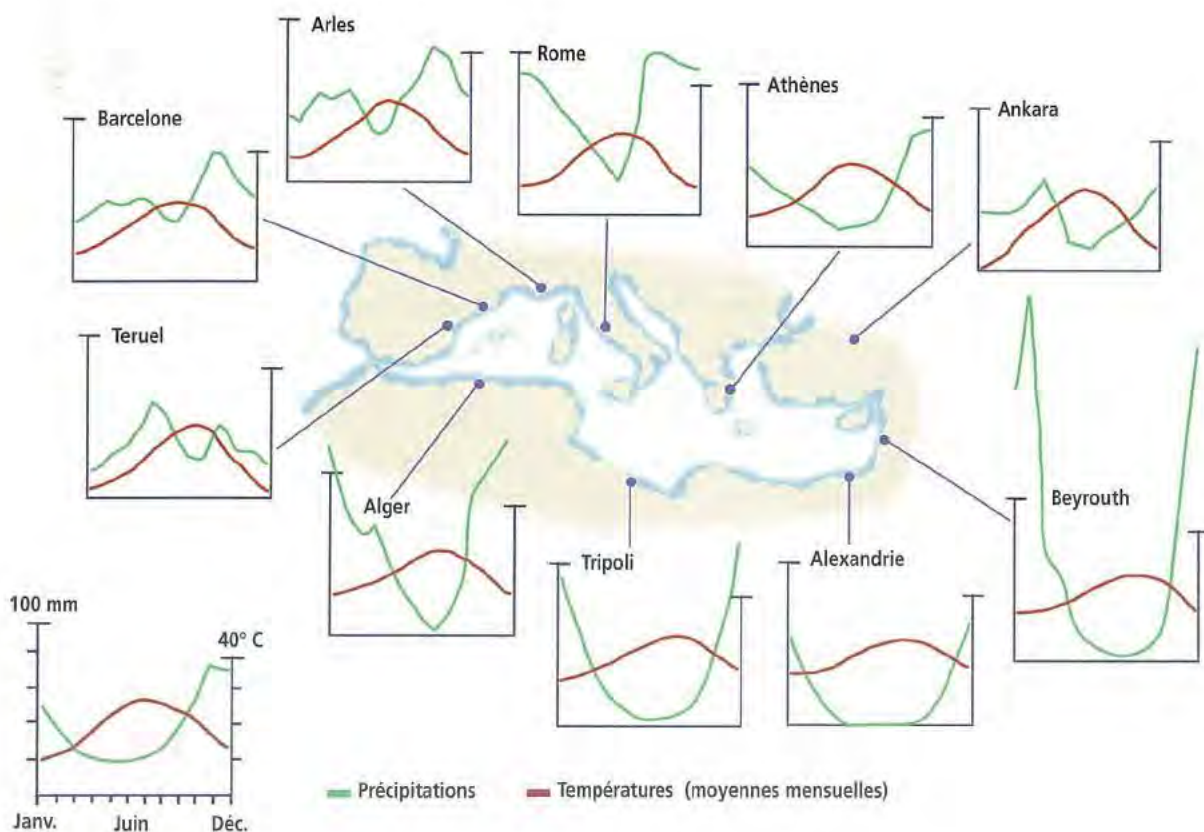 Arles
Rome
Athènes
Ankara
Barcelone
Teruel
Alger
Tripoli
Alexandrie
Beyrouth
100 mm
40° C
Janv.
Juin
Déc.
Précipitations
Températures (moyennes mensuelles)